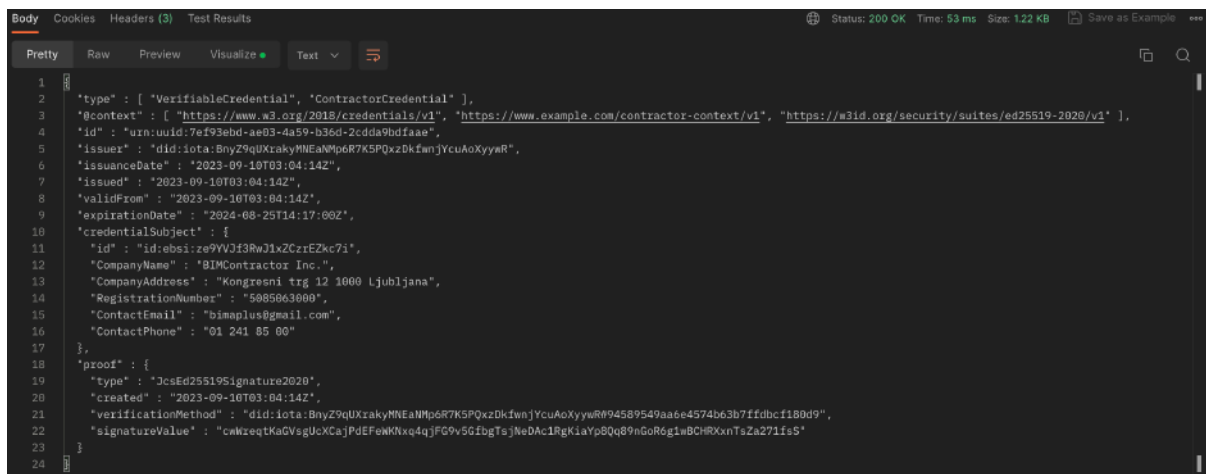 Body Cookies Headers (3) Test Results Status: 200 OK Time: 53 ms Size: 1.22 KB Save as Example
Pretty Raw Preview Visualize Text
1 {
2 "type" : [ "VerifiableCredential", "ContractorCredential" ],
3 "@context" : [ "https://www.w3.org/2018/credentials/v1", "https://www.example.com/contractor-context/v1", "https://w3id.org/security/suites/ed25519-2020/v1" ],
4 "id" : "urn:uuid:7ef93ebd-ae03-4a59-b36d-2cdda9bdfaae",
5 "issuer" : "did:iota:BnyZ9qUXrakyMNEaNMp6R7K5PQxzDkfwnjYcuAoXyywR",
6 "issuanceDate" : "2023-09-10T03:04:14Z",
7 "issued" : "2023-09-10T03:04:14Z",
8 "validFrom" : "2023-09-10T03:04:14Z",
9 "expirationDate" : "2024-08-25T14:17:00Z",
10 "credentialSubject" : {
11 "id" : "id:ebsi:ze9YVJf3RwJ1xZCzrEZkc7i",
12 "CompanyName" : "BIMContractor Inc.",
13 "CompanyAddress" : "Kongresni trg 12 1000 Ljubljana",
14 "RegistrationNumber" : "5085063000",
15 "ContactEmail" : "bimaplus@gmail.com",
16 "ContactPhone" : "01 241 85 00"
17 },
18 "proof" : {
19 "type" : "JcsEd25519Signature2020",
20 "created" : "2023-09-10T03:04:14Z",
21 "verificationMethod" : "did:iota:BnyZ9qUXrakyMNEaNMp6R7K5PQxzDkfwnjYcuAoXyywR#94589549aa6e4574b63b7ffdbcf180d9",
22 "signatureValue" : "cwWreqtKaGVsgUcXCajPdEFeWKNxq4qjFG9v5GfbgTsjNeDAc1RgKiaYp8Qq89nGoR6g1wBCHRXxnTsZa271fsS"
23 }
24 }